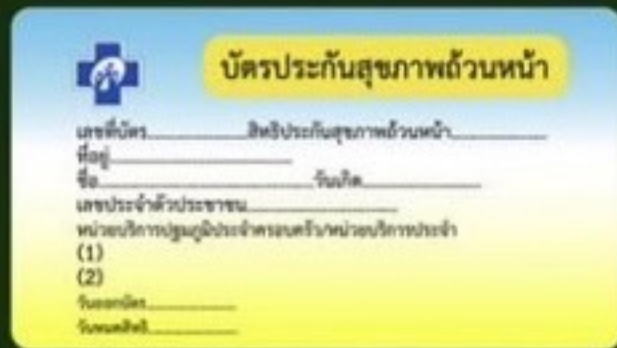 บัตรประกันสุขภาพถ้วนหน้า
เลขที่บัตร................สิทธิประกันสุขภาพถ้วนหน้า................
ที่อยู่................
ชื่อ................วันเกิด................
เลขประจำตัวประชาชน................
หน่วยบริการปฐมภูมิประจำครอบครัว/หน่วยบริการประจำ
(1)
(2)
วันออกบัตร................
วันหมดสิทธิ................